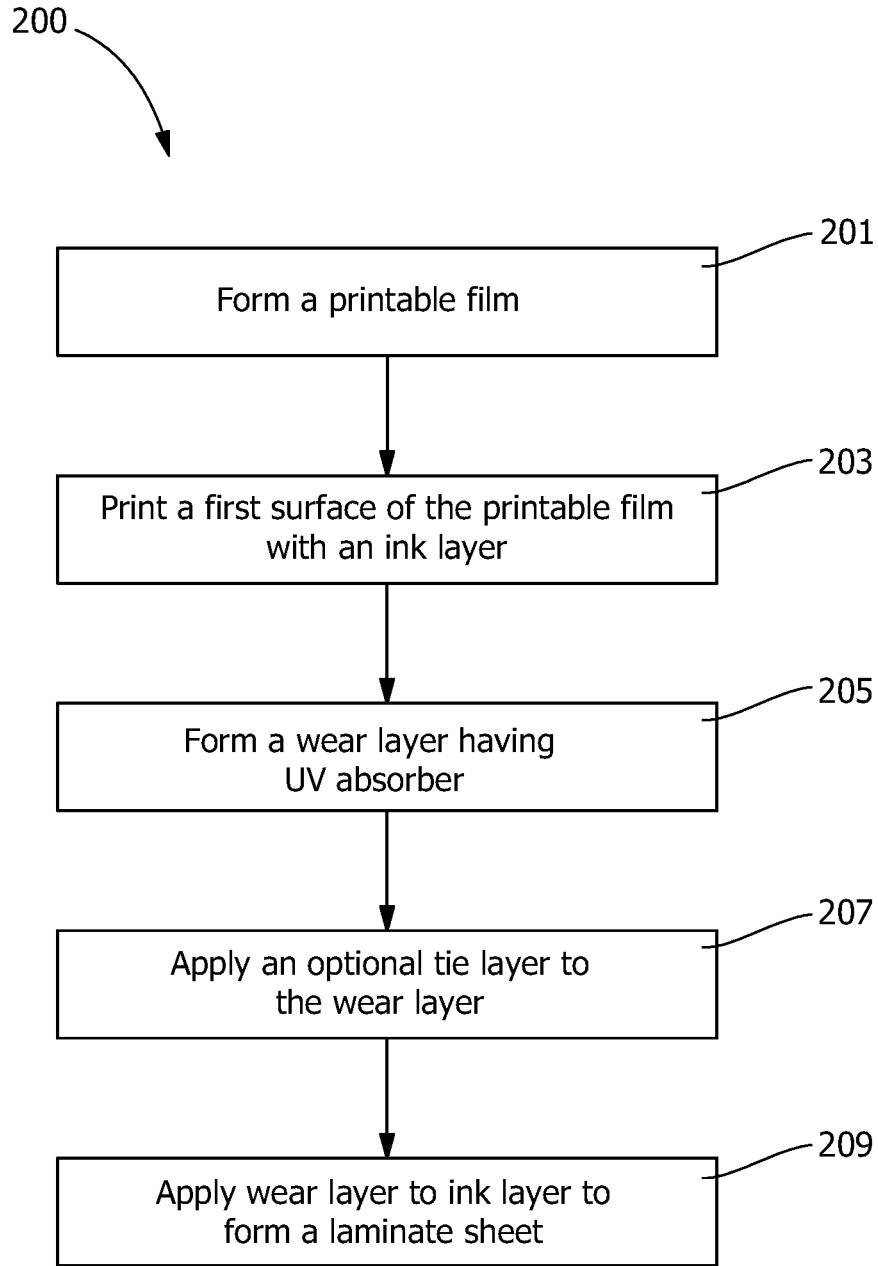 200
201
Form a printable film
203
Print a first surface of the printable film
with an ink layer
205
Form a wear layer having
UV absorber
207
Apply an optional tie layer to
the wear layer
209
Apply wear layer to ink layer to
form a laminate sheet